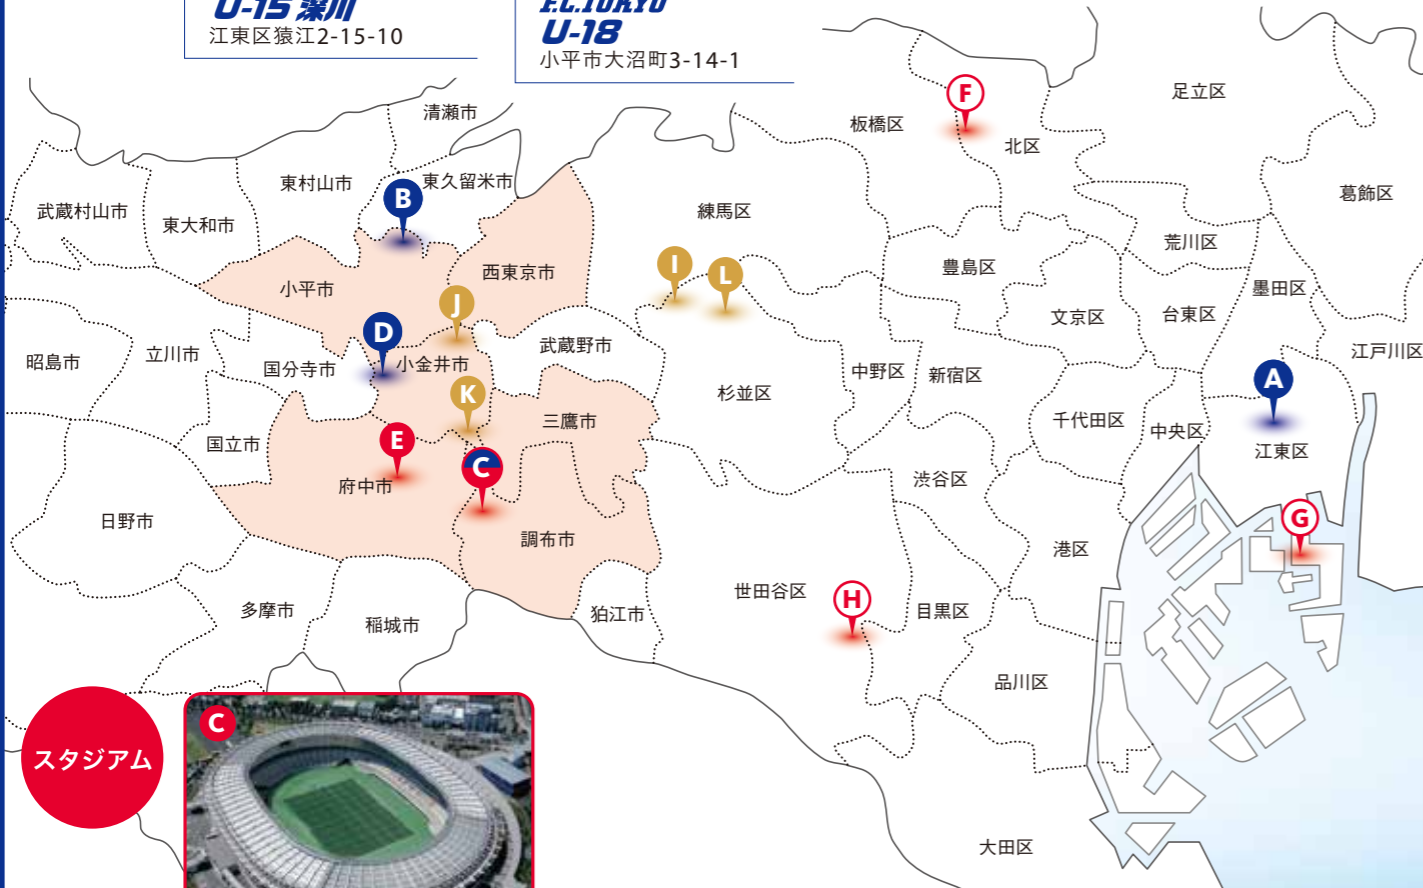 U-15 深川
江東区猿江2-15-10
F.C.TOKYO
U-18
小平市大沼町3-14-1
清瀬市
東村山市
東久留米市
武蔵村山市
東大和市
B
西東京市
小平市
J
D
小金井市
武蔵野市
昭島市
立川市
国分寺市
K
三鷹市
国立市
E
C
府中市
日野市
調布市
多摩市
稲城市
狛江市
F
板橋区
北区
足立区
葛飾区
練馬区
荒川区
I
L
豊島区
墨田区
文京区
台東区
江戸川区
杉並区
中野区
新宿区
A
千代田区
中央区
江東区
渋谷区
G
港区
世田谷区
H
目黒区
品川区
大田区
スタジアム
C